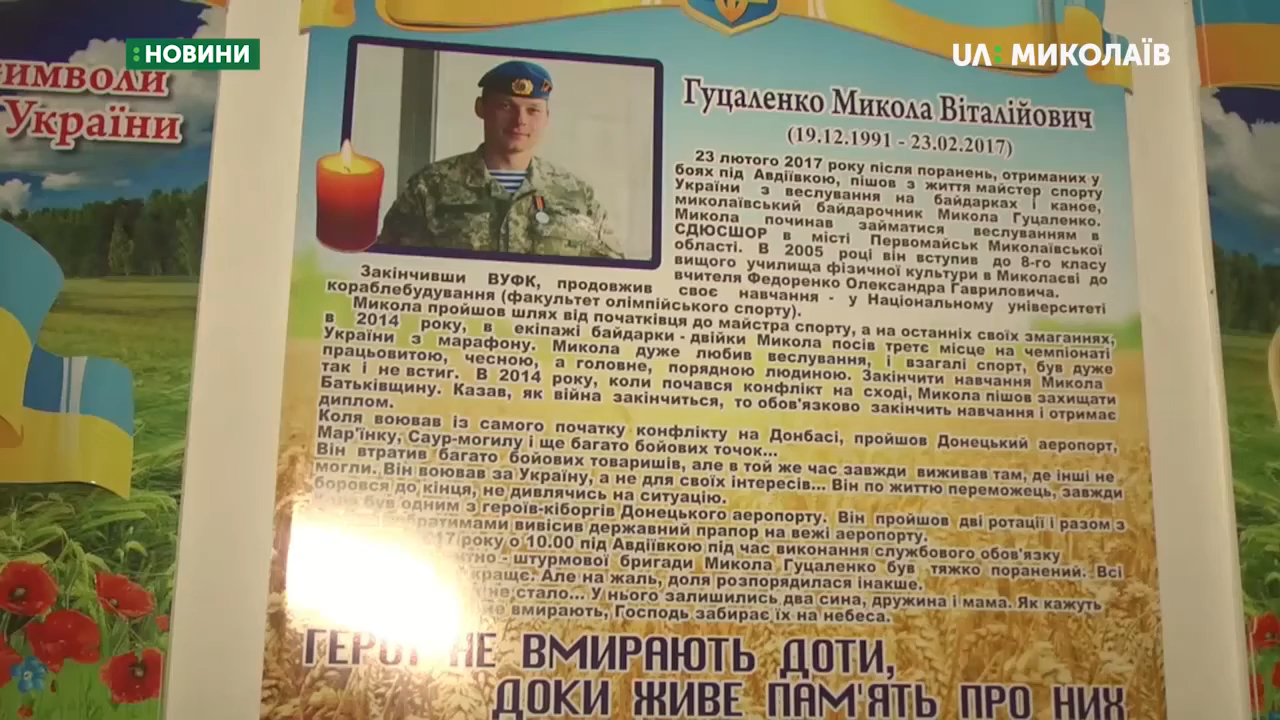 :НОВИНИ
UA: МИКОЛАЇВ
символи
України
Гуцаленко Микола Віталійович
(19.12.1991 - 23.02.2017)
23 лютого 2017 року після поранень, отриманих у
боях під Авдіївкою, пішов з життя майстер спорту
України з веслування на байдарках і каное,
миколаївський байдарочник Микола Гуцаленко.
Микола починав займатися веслуванням в
СДЮСШОР в місті Первомайськ Миколаївської
області. В 2005 році він вступив до 8-го класу
вищого училища фізичної культури в Миколаєві до
вчителя Федоренко Олександра Гавриловича.
Закінчивши ВУФК, продовжив своє навчання - у Національному університеті
кораблебудування (факультет олімпійського спорту).
Микола пройшов шлях від початківця до майстра спорту, а на останніх своїх змаганнях,
в 2014 року, в екіпажі байдарки - двійки Микола посів третє місце на чемпіонаті
України з марафону. Микола дуже любив веслування, і взагалі спорт, був дуже
працьовитою, чесною, а головне, порядною людиною. Закінчити навчання Микола
так і не встиг. В 2014 року, коли почався конфлікт на сході, Микола пішов захищати
Батьківщину. Казав, як війна закінчиться, то обов'язково закінчить навчання і отримає
диплом.
Коля воював із самого початку конфлікту на Донбасі, пройшов Донецький аеропорт,
Мар'їнку, Саур-могилу і ще багато бойових точок...
Він втратив багато бойових товаришів, але в той же час завжди виживав там, де інші не
могли. Він воював за Україну, а не для своїх інтересів... Він по життю переможець, завжди
боровся до кінця, не дивлячись на ситуацію.
був одним з героїв-кіборгів Донецького аеропорту. Він пройшов дві ротації і разом з
братимами вивісив державний прапор на вежі аеропорту.
2017 року о 10.00 під Авдіївкою під час виконання службового обов'язку
нтно - штурмової бригади Микола Гуцаленко був тяжко поранений. Всі
краще. Але на жаль, доля розпорядилася інакше.
не стало... У нього залишились два сина, дружина і мама. Як кажуть
не вмирають, Господь забирає їх на небеса.
ГЕРОЇ НЕ ВМИРАЮТЬ ДОТИ,
ДОКИ ЖИВЕ ПАМ'ЯТЬ ПРО НИХ